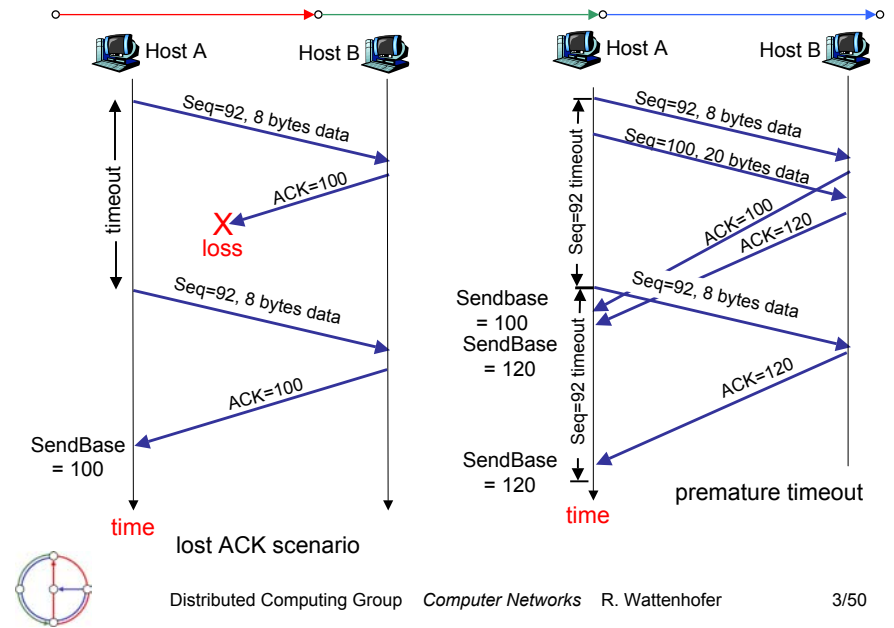 Host A
Host B
Seq=92, 8 bytes data
timeout
ACK=100
X
loss
Seq=92, 8 bytes data
ACK=100
SendBase
= 100
time
lost ACK scenario
Host A
Host B
Seq=92, 8 bytes data
Seq=100, 20 bytes data
Seq=92 timeout
ACK=100
ACK=120
Seq=92, 8 bytes data
Sendbase
= 100
SendBase
= 120
Seq=92 timeout
ACK=120
SendBase
= 120
time
premature timeout
Distributed Computing Group Computer Networks R. Wattenhofer 3/50